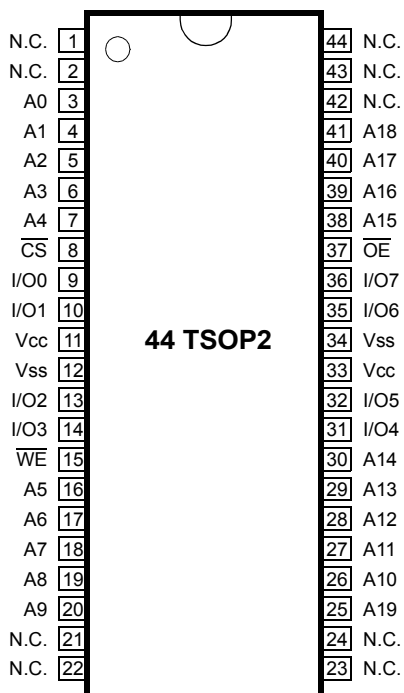 N.C. 1 44 N.C.
N.C. 2 43 N.C.
A0 3 42 N.C.
A1 4 41 A18
A2 5 40 A17
A3 6 39 A16
A4 7 38 A15
C̅S̅ 8 37 O̅E̅
I/O0 9 36 I/O7
I/O1 10 35 I/O6
Vcc 11 34 Vss
44 TSOP2
Vss 12 33 Vcc
I/O2 13 32 I/O5
I/O3 14 31 I/O4
W̅E̅ 15 30 A14
A5 16 29 A13
A6 17 28 A12
A7 18 27 A11
A8 19 26 A10
A9 20 25 A19
N.C. 21 24 N.C.
N.C. 22 23 N.C.